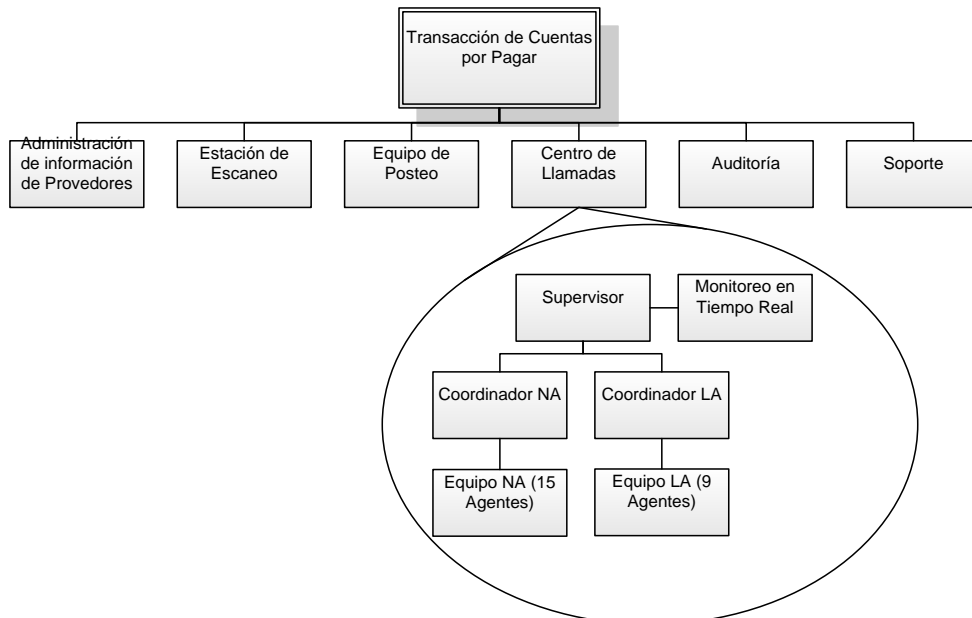 Transacción de Cuentas
por Pagar
Administración
de información
de Provedores
Estación de
Escaneo
Equipo de
Posteo
Centro de
Llamadas
Auditoría
Soporte
Supervisor
Monitoreo en
Tiempo Real
Coordinador NA
Coordinador LA
Equipo NA (15
Agentes)
Equipo LA (9
Agentes)